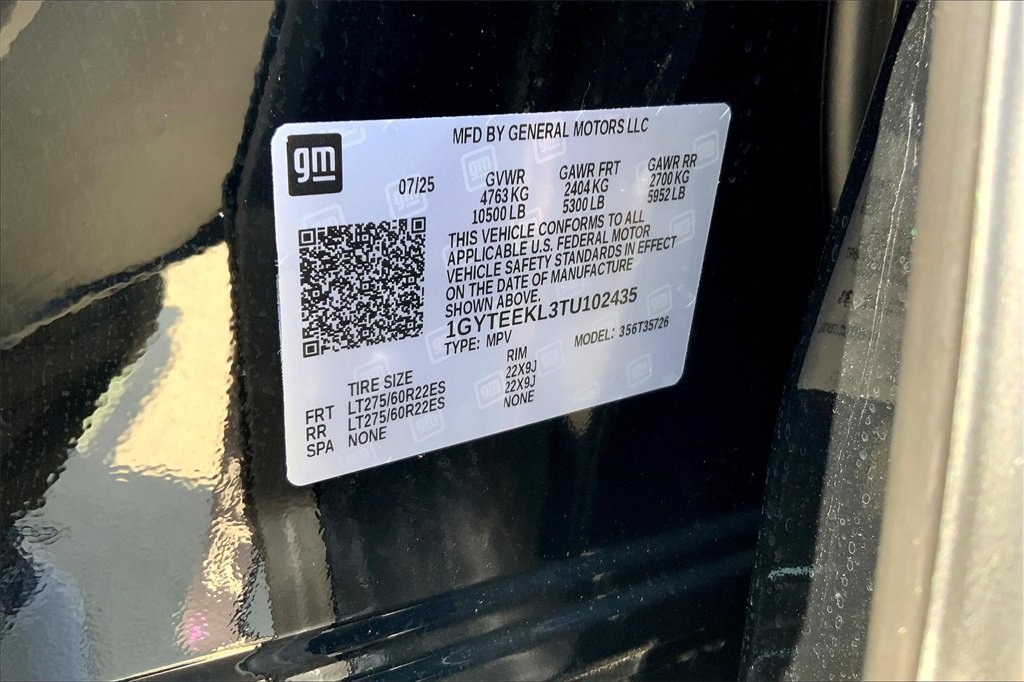 gm
MFD BY GENERAL MOTORS LLC
07/25
GVWR GAWR FRT GAWR RR
4763 KG 2404 KG 2700 KG
10500 LB 5300 LB 5952 LB
THIS VEHICLE CONFORMS TO ALL
APPLICABLE U.S. FEDERAL MOTOR
VEHICLE SAFETY STANDARDS IN EFFECT
ON THE DATE OF MANUFACTURE
SHOWN ABOVE.
1GYTEEKL3TU102435
TYPE: MPV MODEL: 356T35726
TIRE SIZE RIM
FRT LT275/60R22ES 22X9J
RR LT275/60R22ES 22X9J
SPA NONE NONE